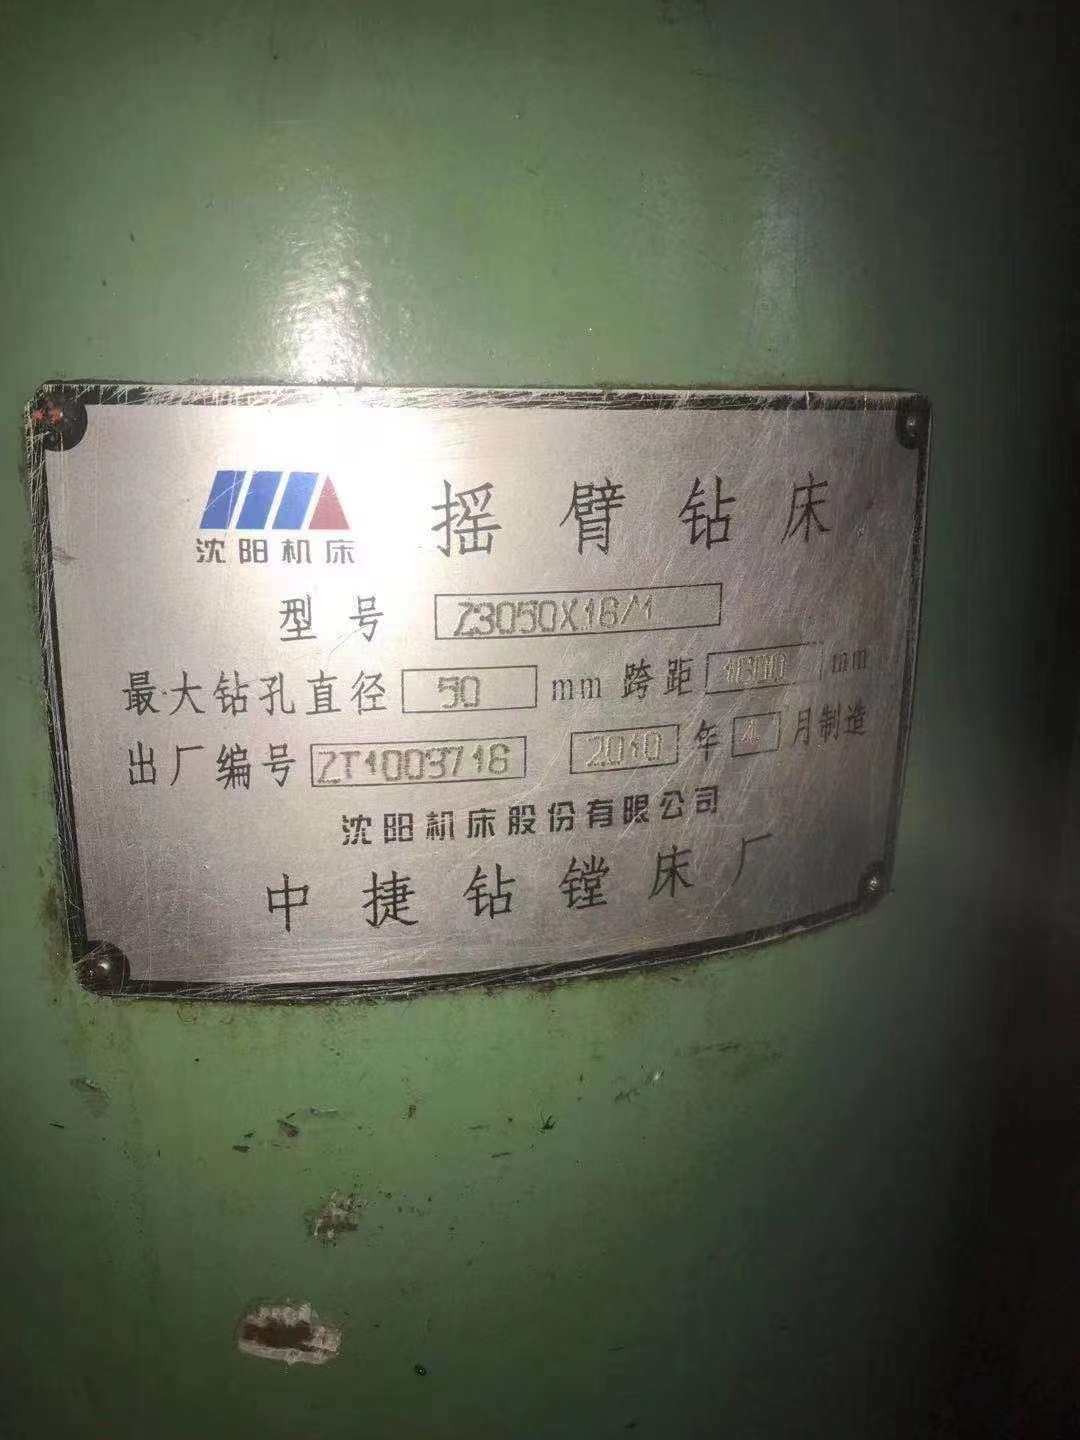 沈阳机床
摇臂钻床
型号 Z3050X16/1
最大钻孔直径 50 mm 跨距 mm
出厂编号 ZT1003716 2010 年 4 月制造
沈阳机床股份有限公司
中捷钻镗床厂